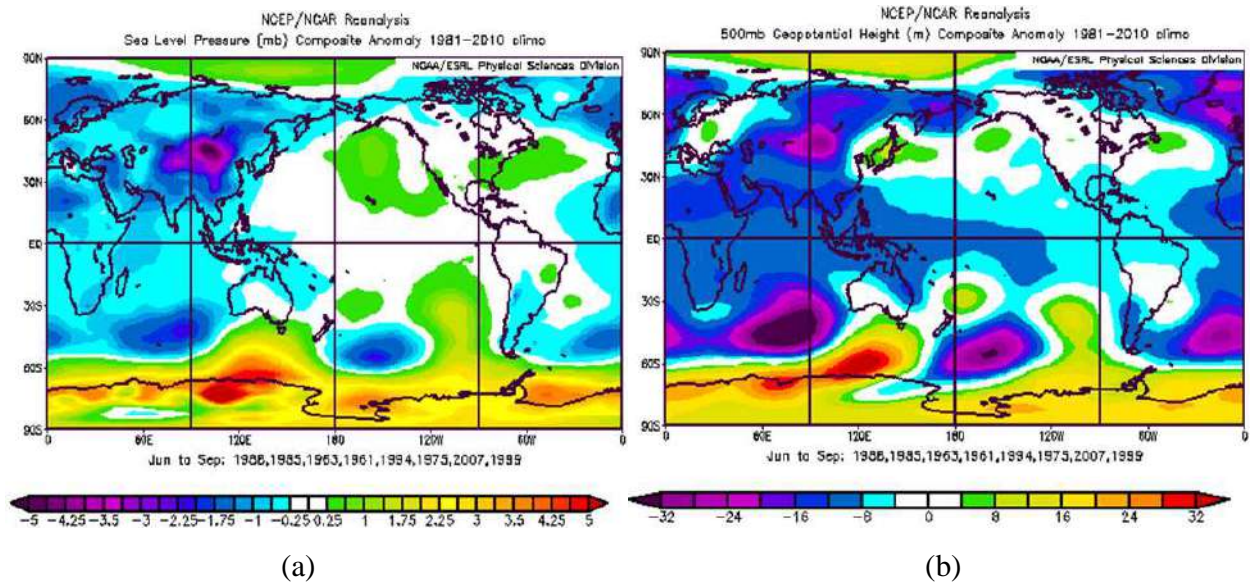 NCEP/NCAR Reanalysis
Sea Level Pressure (mb) Composite Anomaly 1981-2010 climo
NOAA/ESRL Physical Sciences Division
90N
60N
30N
EQ
30S
60S
90S
0 60E 120E 180 120W 60W 0
Jun to Sep: 1988,1985,1963,1961,1994,1975,2007,1999
-5 -4.25 -3.5 -3 -2.25 -1.75 -1 -0.25 0.25 1 1.75 2.25 3 3.5 4.25 5
(a)
NCEP/NCAR Reanalysis
500mb Geopotential Height (m) Composite Anomaly 1981-2010 climo
NOAA/ESRL Physical Sciences Division
90N
60N
30N
EQ
30S
60S
90S
0 60E 120E 180 120W 60W 0
Jun to Sep: 1988,1985,1963,1961,1994,1975,2007,1999
-32 -24 -16 -8 0 8 16 24 32
(b)